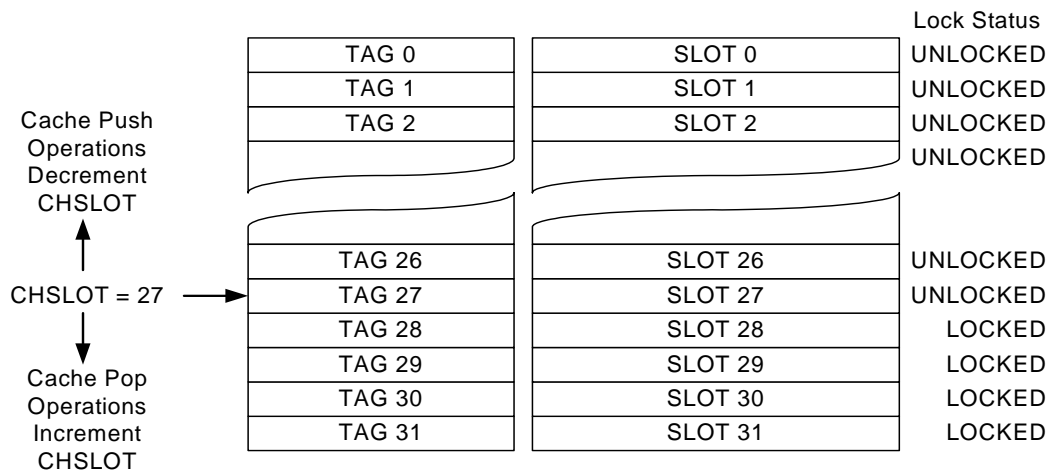 Lock Status
TAG 0 SLOT 0 UNLOCKED
TAG 1 SLOT 1 UNLOCKED
TAG 2 SLOT 2 UNLOCKED
UNLOCKED
Cache Push
Operations
Decrement
CHSLOT
TAG 26 SLOT 26 UNLOCKED
CHSLOT = 27 TAG 27 SLOT 27 UNLOCKED
TAG 28 SLOT 28 LOCKED
TAG 29 SLOT 29 LOCKED
TAG 30 SLOT 30 LOCKED
TAG 31 SLOT 31 LOCKED
Cache Pop
Operations
Increment
CHSLOT